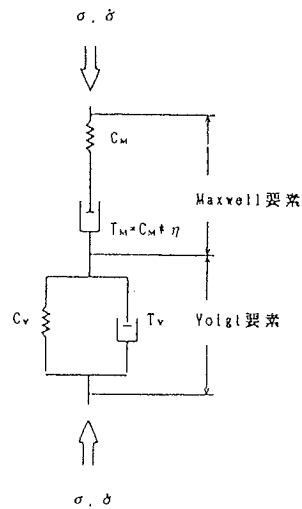 σ, σ̇
C_M
T_M*C_M*η
Maxwell要素
C_V
T_V
Voigt要素
σ, σ̇